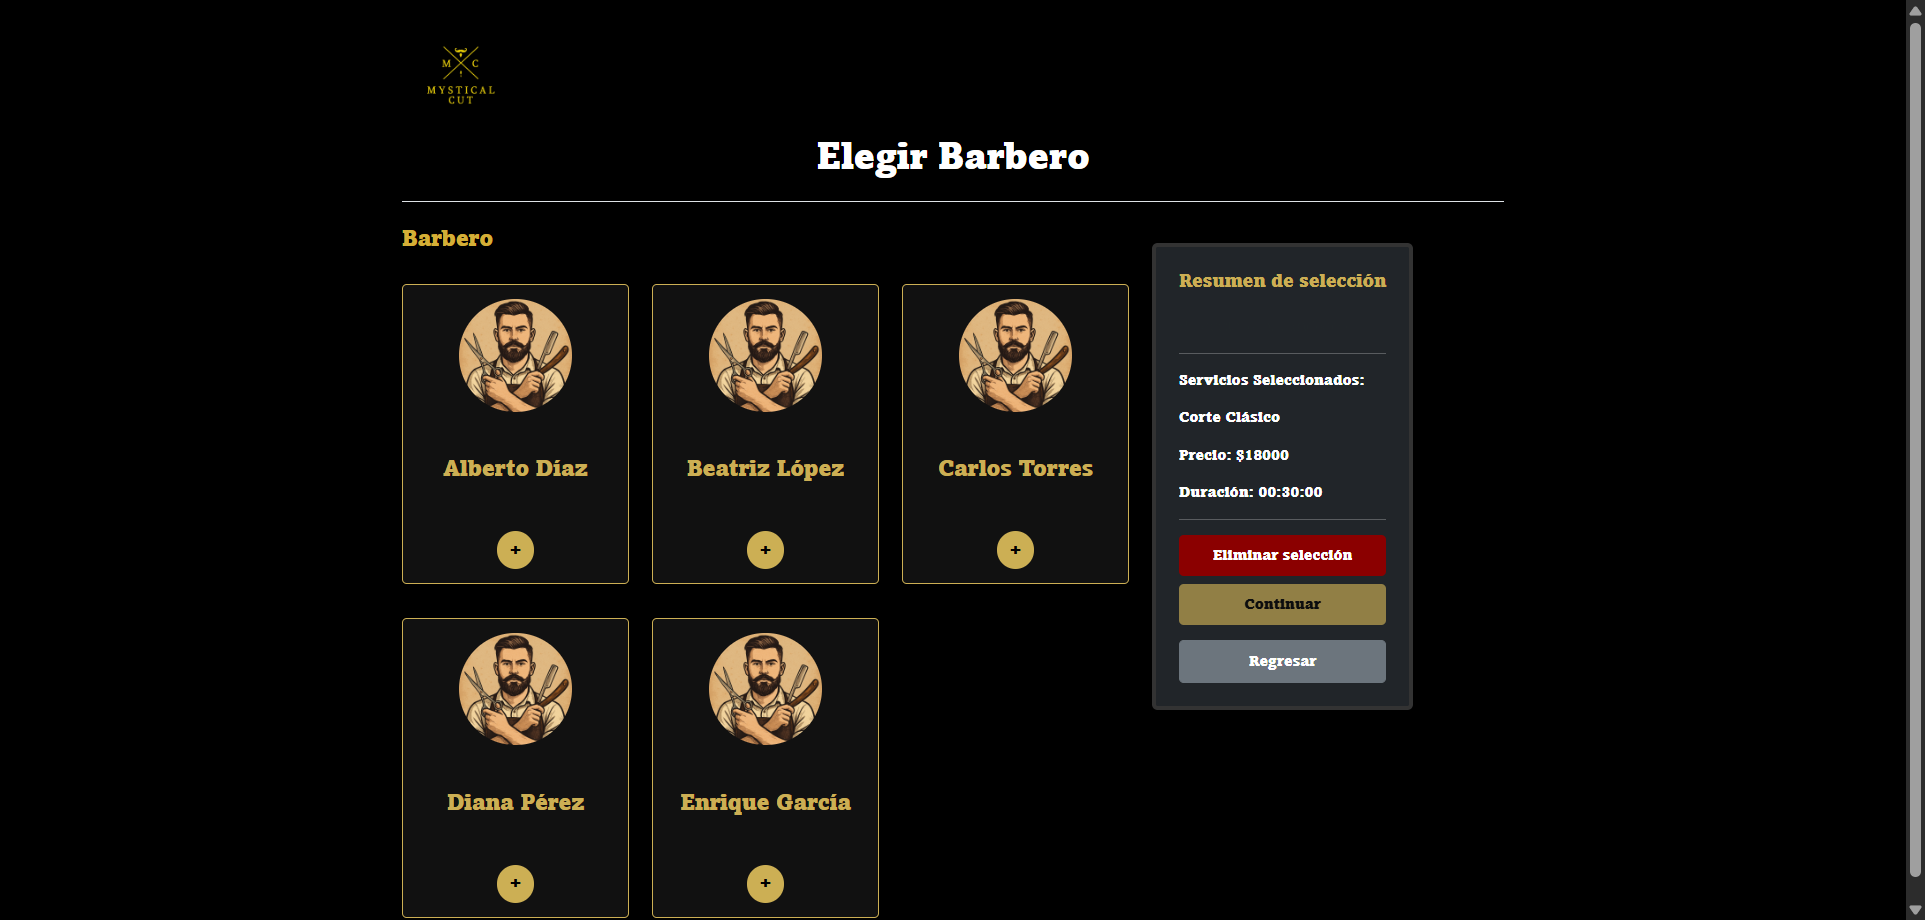 M C
MYSTICAL
CUT
Elegir Barbero
Barbero
Alberto Díaz
+
Beatriz López
+
Carlos Torres
+
Diana Pérez
+
Enrique García
+
Resumen de selección
Servicios Seleccionados:
Corte Clásico
Precio: $18000
Duración: 00:30:00
Eliminar selección
Continuar
Regresar